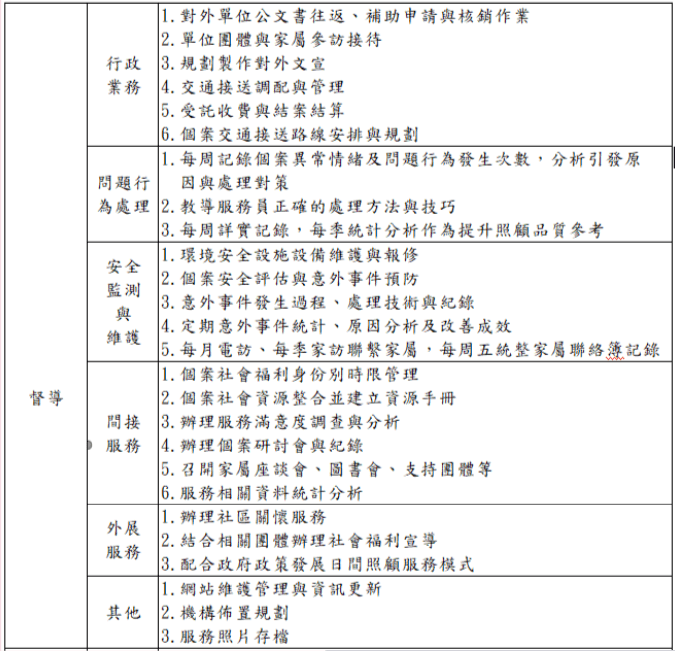 督導
行政
業務
1.對外單位公文書往返、補助申請與核銷作業
2.單位團體與家屬參訪接待
3.規劃製作對外文宣
4.交通接送調配與管理
5.受託收費與結案結算
6.個案交通接送路線安排與規劃
問題行
為處理
1.每周記錄個案異常情緒及問題行為發生次數，分析引發原
因與處理對策
2.教導服務員正確的處理方法與技巧
3.每周詳實記錄，每季統計分析作為提升照顧品質參考
安全
監測
與
維護
1.環境安全設施設備維護與報修
2.個案安全評估與意外事件預防
3.意外事件發生過程、處理技術與紀錄
4.定期意外事件統計、原因分析及改善成效
5.每月電訪、每季家訪聯繫家屬，每周五統整家屬聯絡簿記錄
間接
服務
1.個案社會福利身份別時限管理
2.個案社會資源整合並建立資源手冊
3.辦理服務滿意度調查與分析
4.辦理個案研討會與紀錄
5.召開家屬座談會、圖書會、支持團體等
6.服務相關資料統計分析
外展
服務
1.辦理社區關懷服務
2.結合相關團體辦理社會福利宣導
3.配合政府政策發展日間照顧服務模式
其他
1.網站維護管理與資訊更新
2.機構佈置規劃
3.服務照片存檔